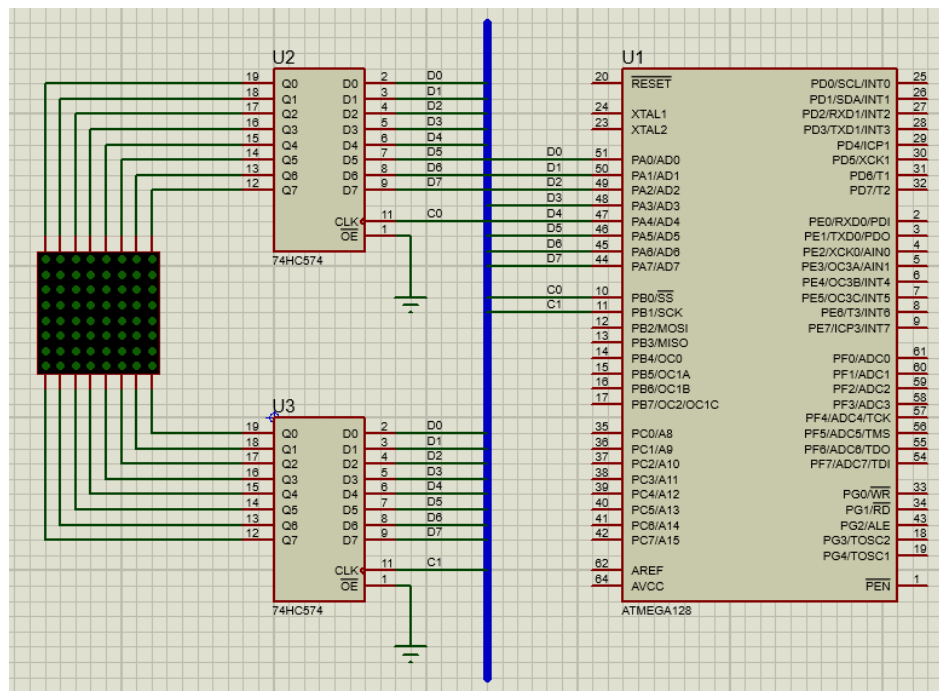 U2
19 Q0 D0 2 D0
18 Q1 D1 3 D1
17 Q2 D2 4 D2
16 Q3 D3 5 D3
15 Q4 D4 6 D4
14 Q5 D5 7 D5
13 Q6 D6 8 D6
12 Q7 D7 9 D7
CLK 11 C0
OE 1
74HC574
U3
19 Q0 D0 2 D0
18 Q1 D1 3 D1
17 Q2 D2 4 D2
16 Q3 D3 5 D3
15 Q4 D4 6 D4
14 Q5 D5 7 D5
13 Q6 D6 8 D6
12 Q7 D7 9 D7
CLK 11 C1
OE 1
74HC574
U1
20 RESET PD0/SCL/INT0 25
PD1/SDA/INT1 26
24 XTAL1 PD2/RXD1/INT2 27
23 XTAL2 PD3/TXD1/INT3 28
PD4/ICP1 29
D0 51 PA0/AD0 PD5/XCK1 30
D1 50 PA1/AD1 PD6/T1 31
D2 49 PA2/AD2 PD7/T2 32
D3 48 PA3/AD3
D4 47 PA4/AD4 PE0/RXD0/PDI 2
D5 46 PA5/AD5 PE1/TXD0/PDO 3
D6 45 PA6/AD6 PE2/XCK0/AIN0 4
D7 44 PA7/AD7 PE3/OC3A/AIN1 5
PE4/OC3B/INT4 6
C0 10 PB0/SS PE5/OC3C/INT5 7
C1 11 PB1/SCK PE6/T3/INT6 8
12 PB2/MOSI PE7/ICP3/INT7 9
13 PB3/MISO
14 PB4/OC0 PF0/ADC0 61
15 PB5/OC1A PF1/ADC1 60
16 PB6/OC1B PF2/ADC2 59
17 PB7/OC2/OC1C PF3/ADC3 58
PF4/ADC4/TCK 57
35 PC0/A8 PF5/ADC5/TMS 56
36 PC1/A9 PF6/ADC6/TDO 55
37 PC2/A10 PF7/ADC7/TDI 54
38 PC3/A11
39 PC4/A12 PG0/WR 33
40 PC5/A13 PG1/RD 34
41 PC6/A14 PG2/ALE 43
42 PC7/A15 PG3/TOSC2 18
PG4/TOSC1 19
62 AREF
64 AVCC PEN 1
ATMEGA128